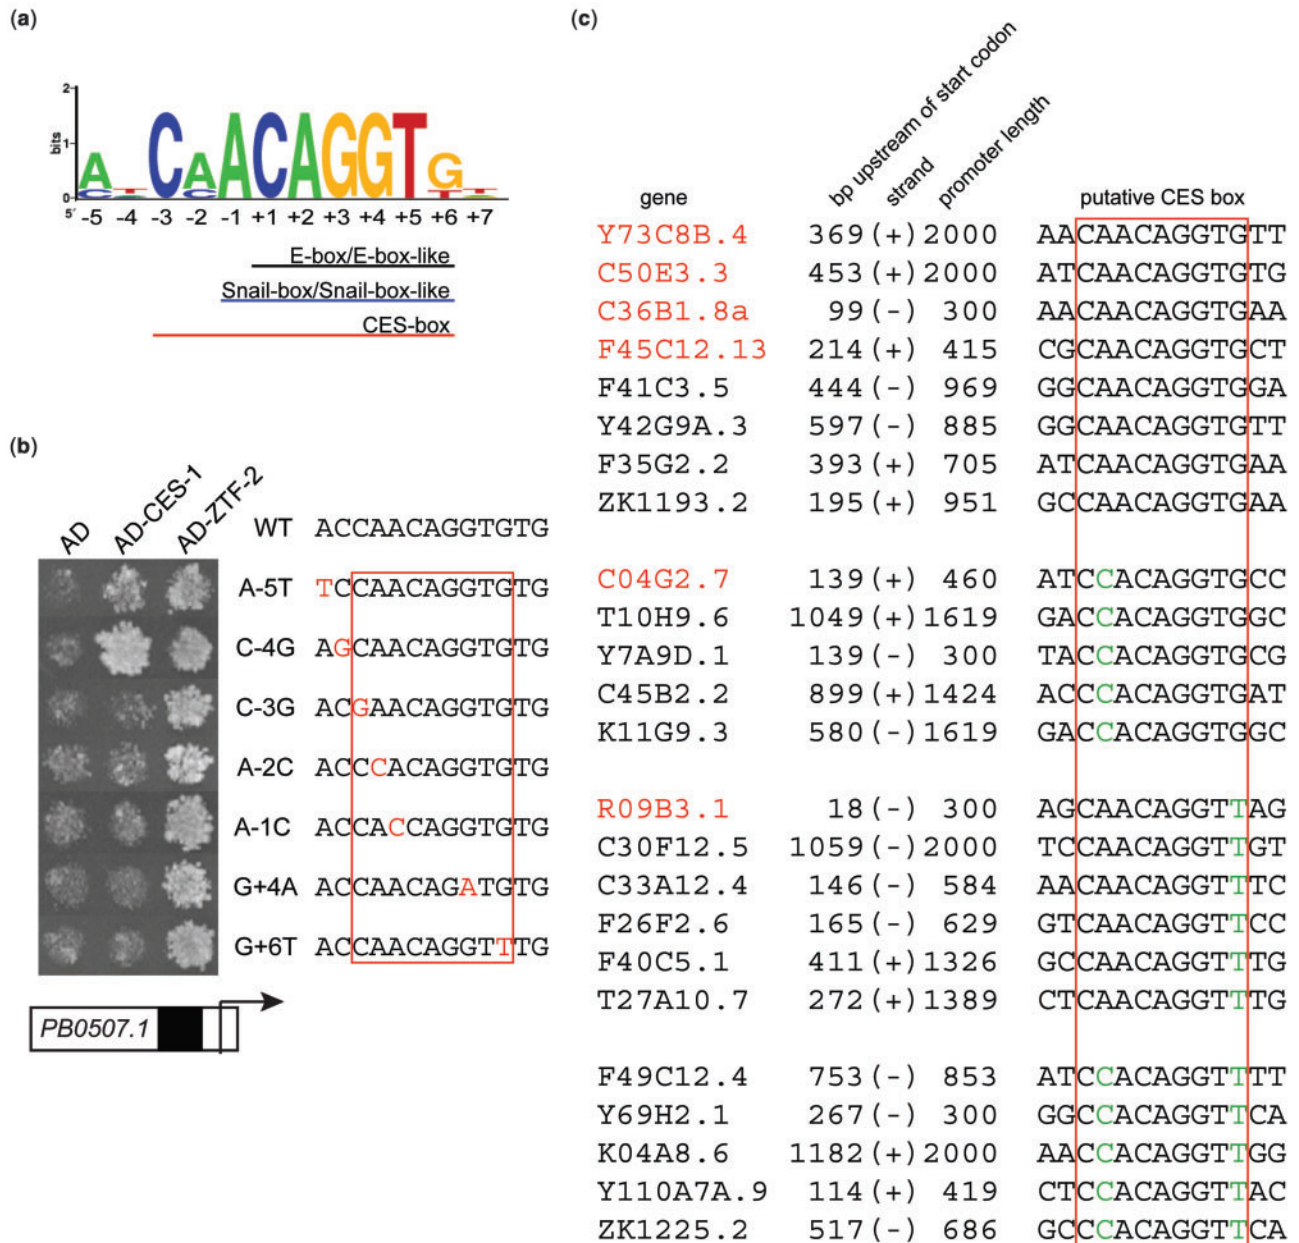 (a)
2
1
0
bits
A C A A C A G G T G
5' -5 -4 -3 -2 -1 +1 +2 +3 +4 +5 +6 +7
E-box/E-box-like
Snail-box/Snail-box-like
CES-box
(b)
AD AD-CES-1 AD-ZTF-2
WT ACCAACAGGTGTG
A-5T TCCAACAGGTGTG
C-4G AGCAACAGGTGTG
C-3G ACGAACAGGTGTG
A-2C ACCCACAGGTGTG
A-1C ACCACCAGGTGTG
G+4A ACCAACAGATGTG
G+6T ACCAACAGGTTTG
PB0507.1
(c)
gene bp upstream of start codon strand promoter length putative CES box
Y73C8B.4 369 (+) 2000 AACAACAGGTGTT
C50E3.3 453 (+) 2000 ATCAACAGGTGTG
C36B1.8a 99 (-) 300 AACAACAGGTGAA
F45C12.13 214 (+) 415 CGCAACAGGTGCT
F41C3.5 444 (-) 969 GGCAACAGGTGGA
Y42G9A.3 597 (-) 885 GGCAACAGGTGTT
F35G2.2 393 (+) 705 ATCAACAGGTGAA
ZK1193.2 195 (+) 951 GCCAACAGGTGAA
C04G2.7 139 (+) 460 ATCCACAGGTGCC
T10H9.6 1049 (+) 1619 GACCACAGGTGGC
Y7A9D.1 139 (-) 300 TACCACAGGTGCG
C45B2.2 899 (+) 1424 ACCCACAGGTGAT
K11G9.3 580 (-) 1619 GACCACAGGTGGC
R09B3.1 18 (-) 300 AGCAACAGGTTAG
C30F12.5 1059 (-) 2000 TCCAACAGGTTGT
C33A12.4 146 (-) 584 AACAACAGGTTTC
F26F2.6 165 (-) 629 GTCAACAGGTTCC
F40C5.1 411 (+) 1326 GCCAACAGGTTTG
T27A10.7 272 (+) 1389 CTCAACAGGTTTG
F49C12.4 753 (-) 853 ATCCACAGGTTTT
Y69H2.1 267 (-) 300 GGCCACAGGTTCA
K04A8.6 1182 (+) 2000 AACCACAGGTTGG
Y110A7A.9 114 (+) 419 CTCCACAGGTTAC
ZK1225.2 517 (-) 686 GCCCACAGGTTCA